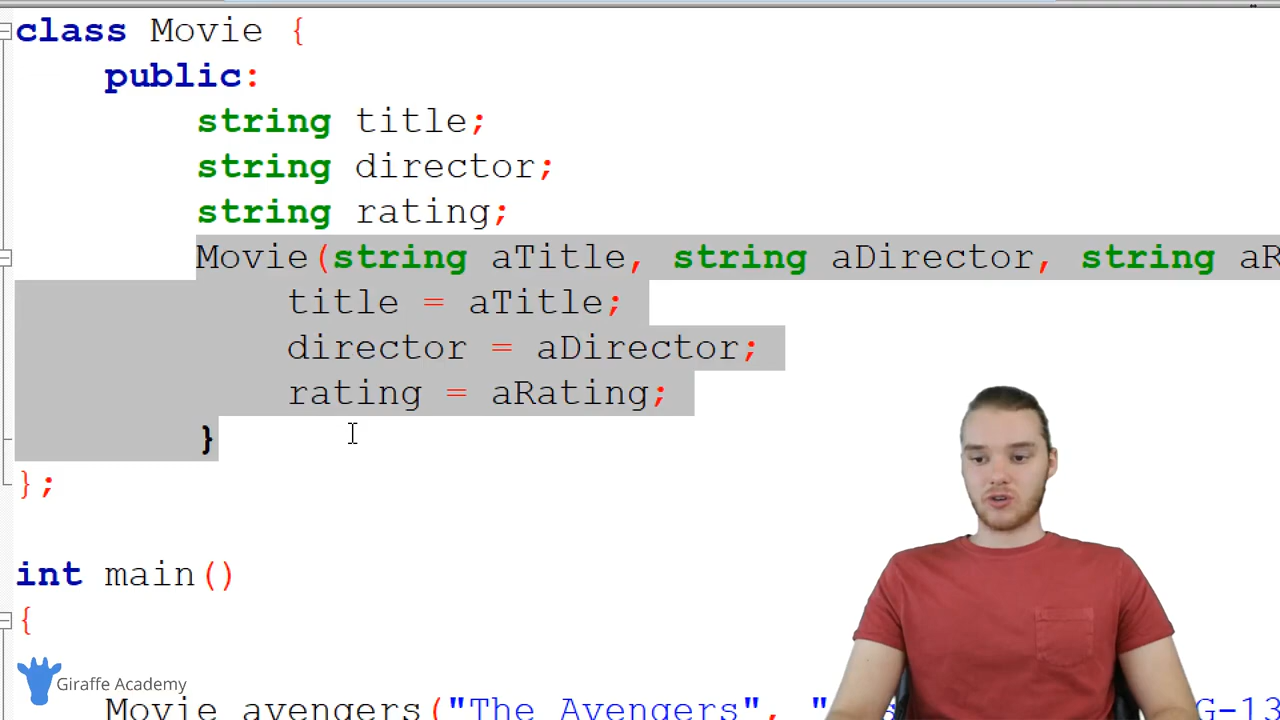 class Movie {
public:
string title;
string director;
string rating;
Movie(string aTitle, string aDirector, string aR
title = aTitle;
director = aDirector;
rating = aRating;
}
};
int main()
{
Giraffe Academy
Movie avengers("The Avengers", " G-13